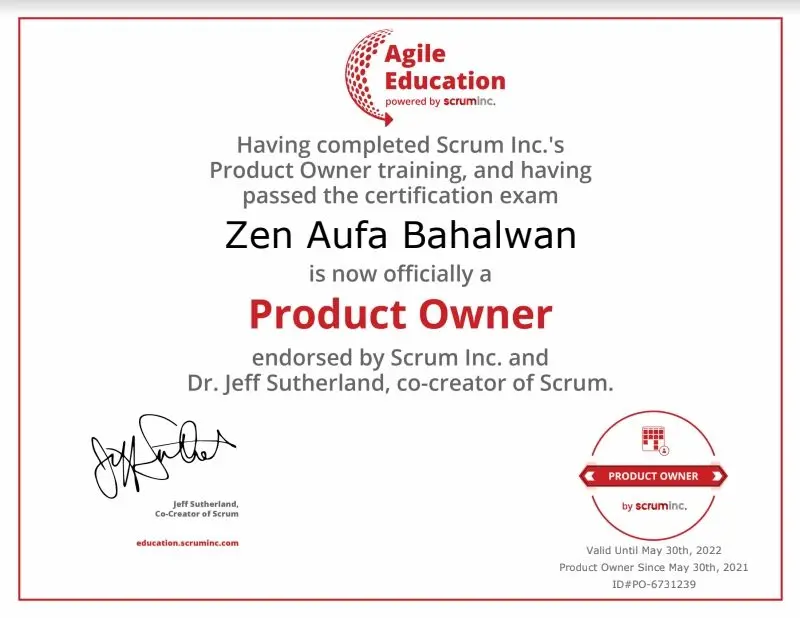 Agile
Education
powered by scruminc.
Having completed Scrum Inc.'s
Product Owner training, and having
passed the certification exam
Zen Aufa Bahalwan
is now officially a
Product Owner
endorsed by Scrum Inc. and
Dr. Jeff Sutherland, co-creator of Scrum.
Jeff Sutherland,
Co-Creator of Scrum
education.scruminc.com
PRODUCT OWNER
by scruminc.
Valid Until May 30th, 2022
Product Owner Since May 30th, 2021
ID#PO-6731239